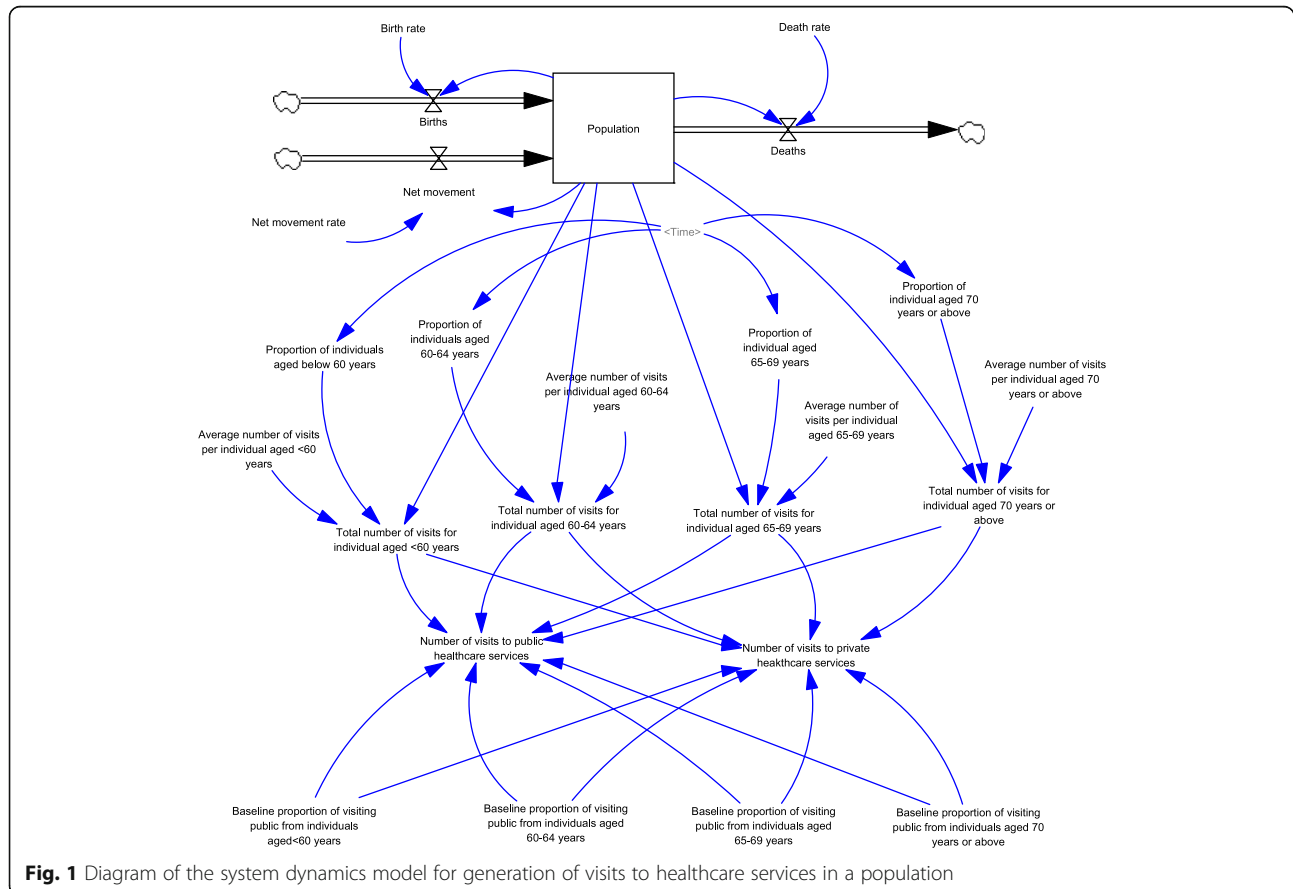 Birth rate
Death rate
Births
Population
Deaths
Net movement
Net movement rate
<Time>
Proportion of
individual aged 70
years or above
Proportion of
individuals aged
60-64 years
Proportion of
individual aged
65-69 years
Proportion of individuals
aged below 60 years
Average number of visits
per individual aged 60-64
years
Average number of visits
per individual aged 70
years or above
Average number of
visits per individual
aged 65-69 years
Average number of visits
per individual aged <60
years
Total number of visits for
individual aged <60 years
Total number of visits for
individual aged 60-64 years
Total number of visits for
individual aged 65-69 years
Total number of visits for
individual aged 70 years or
above
Number of visits to public
healthcare services
Number of visits to private
hekthcare services
Baseline proportion of visiting
public from individuals
aged<60 years
Baseline proportion of visiting
public from individuals aged
60-64 years
Baseline proportion of visiting
public from individuals aged
65-69 years
Baseline proportion of visiting
public from individuals aged 70
years or above
Fig. 1 Diagram of the system dynamics model for generation of visits to healthcare services in a population